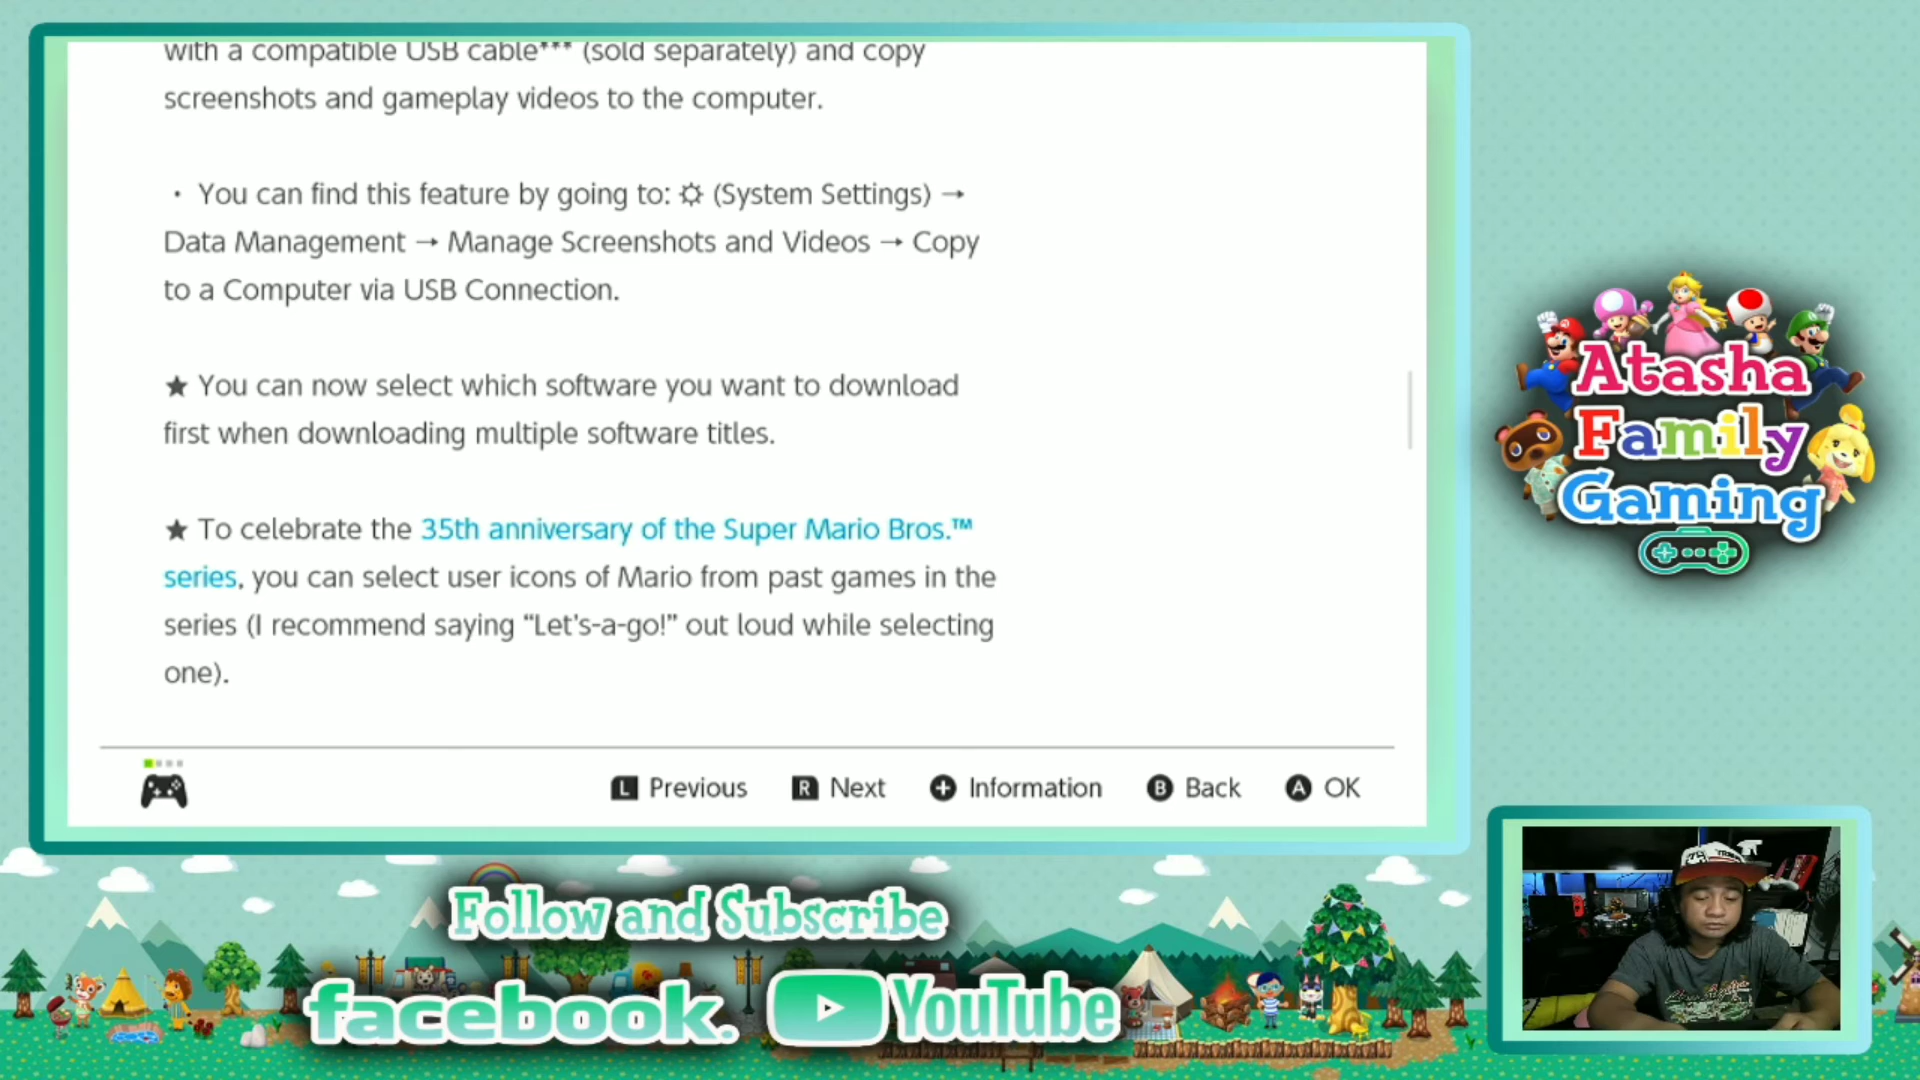 with a compatible USB cable*** (sold separately) and copy
screenshots and gameplay videos to the computer.
・ You can find this feature by going to: (System Settings) →
Data Management → Manage Screenshots and Videos → Copy
to a Computer via USB Connection.
★ You can now select which software you want to download
first when downloading multiple software titles.
★ To celebrate the 35th anniversary of the Super Mario Bros.™
series, you can select user icons of Mario from past games in the
series (I recommend saying “Let's-a-go!” out loud while selecting
one).
L Previous R Next + Information B Back A OK
Atasha
Family
Gaming
Follow and Subscribe
facebook. YouTube